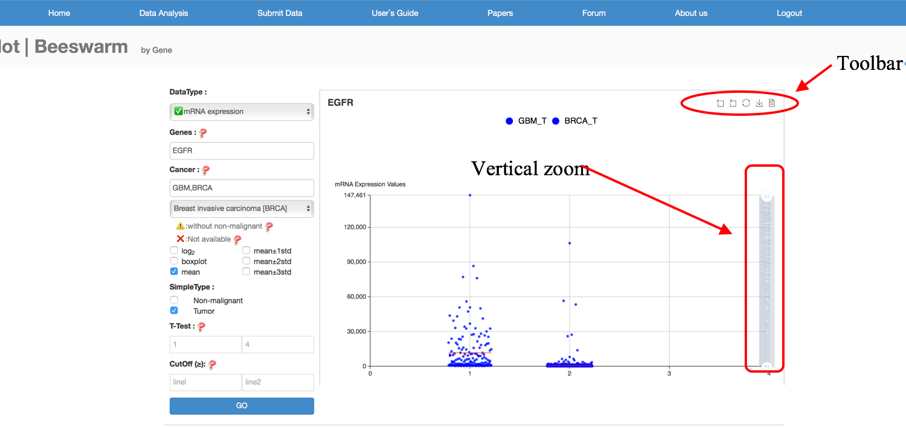 Home Data Analysis Submit Data User's Guide Papers Forum About us Logout
lot | Beeswarm by Gene
Toolbar
DataType :
mRNA expression
Genes :
EGFR
Cancer :
GBM,BRCA
Breast invasive carcinoma [BRCA]
:without non-malignant
:Not available
log2 mean±1std
boxplot mean±2std
mean mean±3std
SimpleType :
Non-malignant
Tumor
T-Test :
1 4
CutOff (≥):
line1 line2
GO
EGFR
GBM_T BRCA_T
Vertical zoom
mRNA Expression Values
147,461
120,000
90,000
60,000
30,000
0
0 1 2 3 4